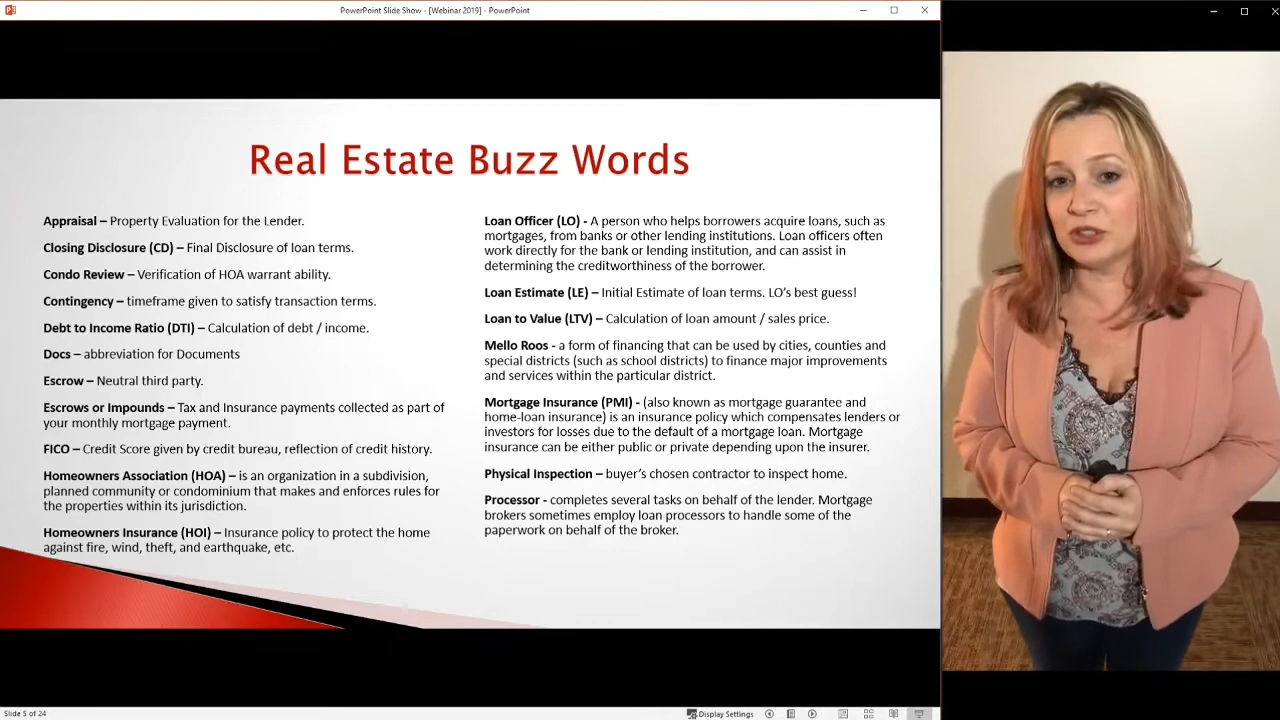 PowerPoint Slide Show - [Webinar 2019] - PowerPoint
Real Estate Buzz Words
Appraisal – Property Evaluation for the Lender.
Closing Disclosure (CD) – Final Disclosure of loan terms.
Condo Review – Verification of HOA warrant ability.
Contingency – timeframe given to satisfy transaction terms.
Debt to Income Ratio (DTI) – Calculation of debt / income.
Docs – abbreviation for Documents
Escrow – Neutral third party.
Escrows or Impounds – Tax and Insurance payments collected as part of
your monthly mortgage payment.
FICO – Credit Score given by credit bureau, reflection of credit history.
Homeowners Association (HOA) – is an organization in a subdivision,
planned community or condominium that makes and enforces rules for
the properties within its jurisdiction.
Homeowners Insurance (HOI) – Insurance policy to protect the home
against fire, wind, theft, and earthquake, etc.
Loan Officer (LO) - A person who helps borrowers acquire loans, such as
mortgages, from banks or other lending institutions. Loan officers often
work directly for the bank or lending institution, and can assist in
determining the creditworthiness of the borrower.
Loan Estimate (LE) – Initial Estimate of loan terms. LO’s best guess!
Loan to Value (LTV) – Calculation of loan amount / sales price.
Mello Roos - a form of financing that can be used by cities, counties and
special districts (such as school districts) to finance major improvements
and services within the particular district.
Mortgage Insurance (PMI) - (also known as mortgage guarantee and
home-loan insurance) is an insurance policy which compensates lenders or
investors for losses due to the default of a mortgage loan. Mortgage
insurance can be either public or private depending upon the insurer.
Physical Inspection – buyer’s chosen contractor to inspect home.
Processor - completes several tasks on behalf of the lender. Mortgage
brokers sometimes employ loan processors to handle some of the
paperwork on behalf of the broker.
Slide 5 of 24
Display Settings